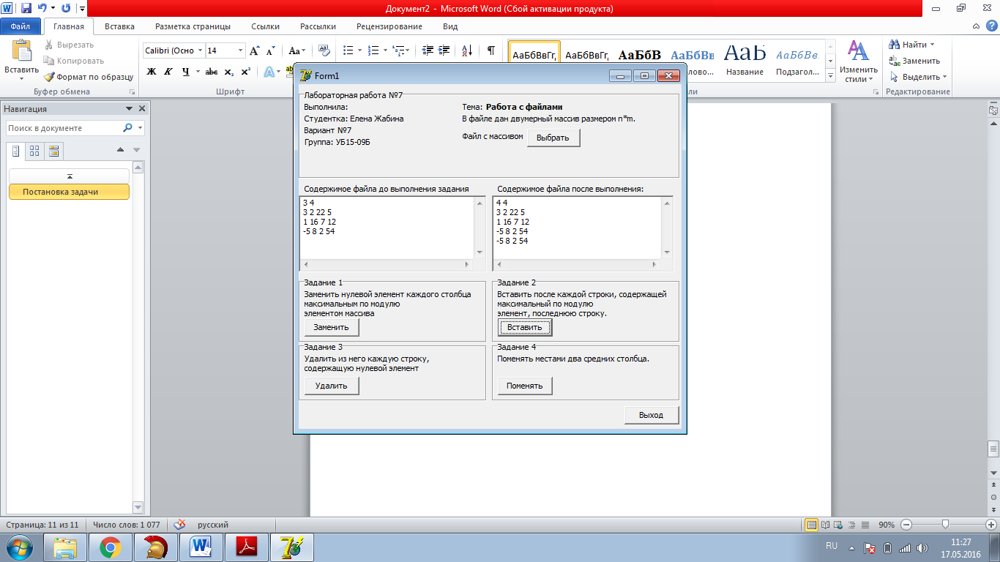 Документ2 - Microsoft Word (Сбой активации продукта)
Файл Главная Вставка Разметка страницы Ссылки Рассылки Рецензирование Вид
Вставить
Вырезать
Копировать
Формат по образцу
Буфер обмена
Calibri (Осно 14
Шрифт
АаБбВвГг, АаБбВвГг, АаБбВ АаБбВв АаБ АаБбВв.
Название Подзагол...
Изменить стили
Найти
Заменить
Выделить
Редактирование
Навигация
Поиск в документе
Постановка задачи
Form1
Лабораторная работа №7
Выполнила:
Студентка: Елена Жабина
Вариант №7
Группа: УБ15-09Б
Тема: Работа с файлами
В файле дан двумерный массив размером n*m.
Файл с массивом Выбрать
Содержимое файла до выполнения задания
3 4
3 2 22 5
1 16 7 12
-5 8 2 54
Содержимое файла после выполнения:
4 4
3 2 22 5
1 16 7 12
-5 8 2 54
-5 8 2 54
Задание 1
Заменить нулевой элемент каждого столбца
максимальным по модулю
элементом массива
Заменить
Задание 2
Вставить после каждой строки, содержащей
максимальный по модулю
элемент, последнюю строку.
Вставить
Задание 3
Удалить из него каждую строку,
содержащую нулевой элемент
Удалить
Задание 4
Поменять местами два средних столбца.
Поменять
Выход
Страница: 11 из 11 Число слов: 1 077 русский 90%
RU 11:27
17.05.2016